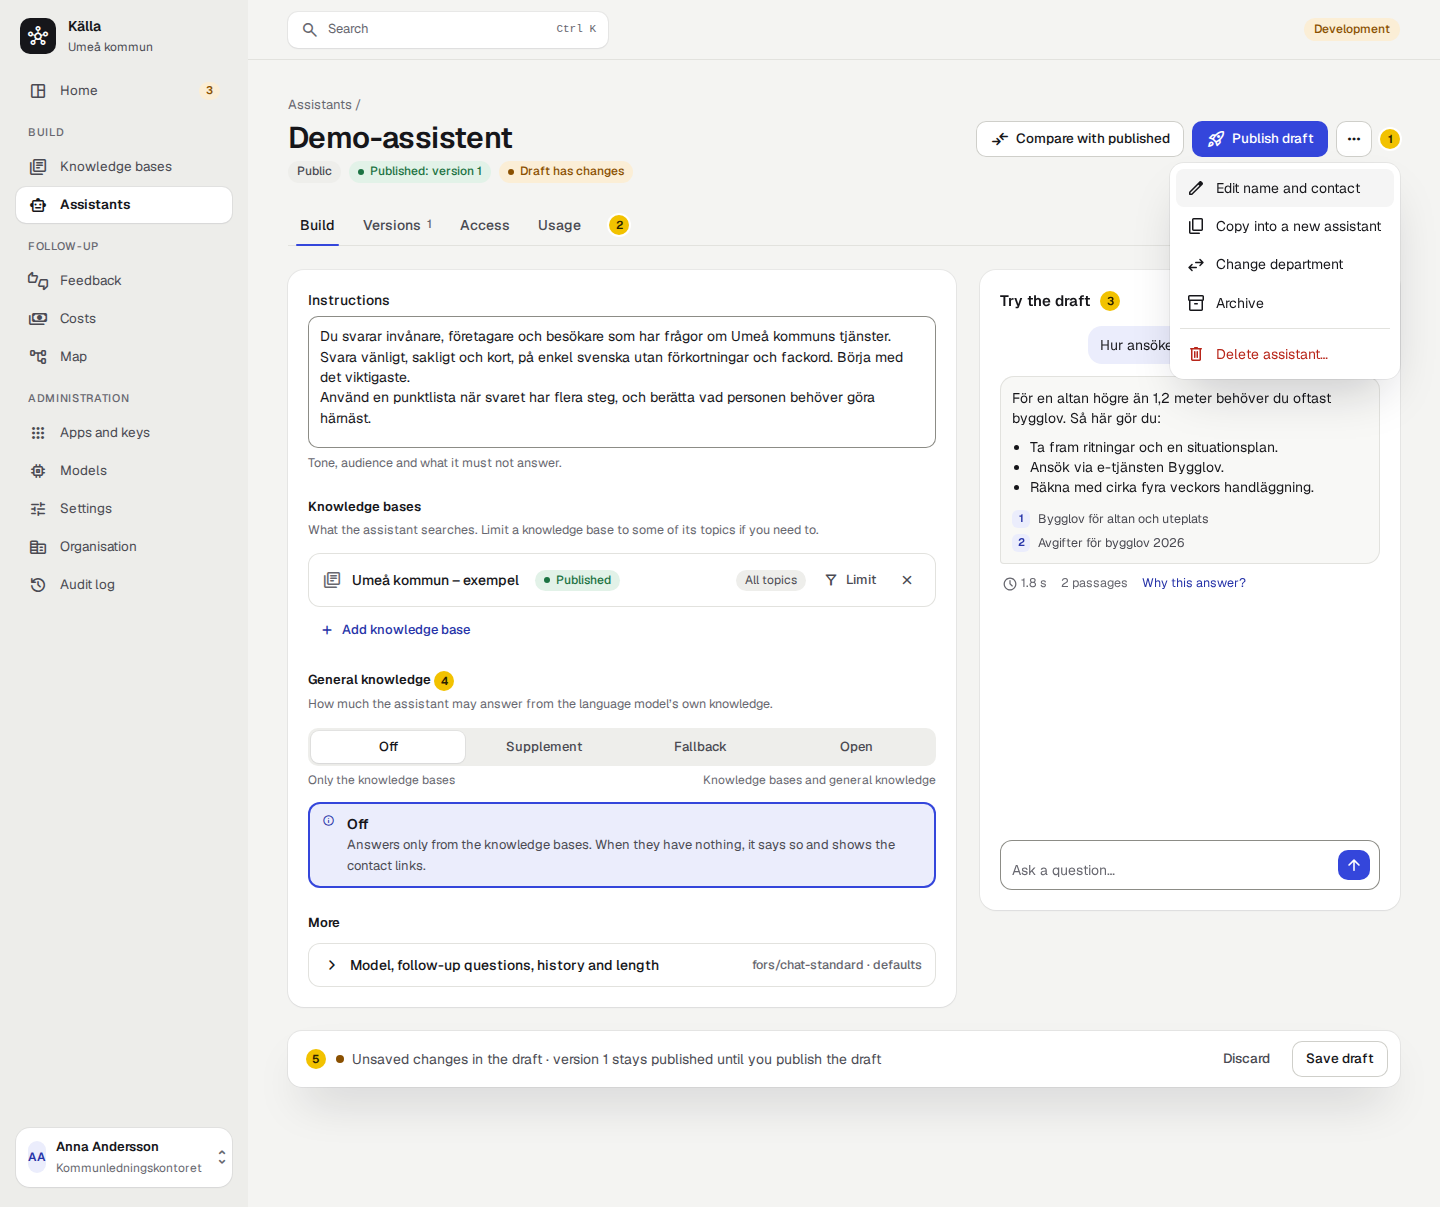 Källa
Umeå kommun
Home 3
BUILD
Knowledge bases
Assistants
FOLLOW-UP
Feedback
Costs
Map
ADMINISTRATION
Apps and keys
Models
Settings
Organisation
Audit log
AA Anna Andersson
Kommunledningskontoret
Search Ctrl K
Development
Assistants /
Demo-assistent
Compare with published
Publish draft
1
Public
Published: version 1
Draft has changes
Edit name and contact
Copy into a new assistant
Change department
Archive
Delete assistant…
Build Versions 1 Access Usage 2
Instructions
Du svarar invånare, företagare och besökare som har frågor om Umeå kommuns tjänster.
Svara vänligt, sakligt och kort, på enkel svenska utan förkortningar och fackord. Börja med
det viktigaste.
Använd en punktlista när svaret har flera steg, och berätta vad personen behöver göra
härnäst.
Tone, audience and what it must not answer.
Knowledge bases
What the assistant searches. Limit a knowledge base to some of its topics if you need to.
Umeå kommun – exempel Published All topics Limit
Add knowledge base
General knowledge 4
How much the assistant may answer from the language model's own knowledge.
Off Supplement Fallback Open
Only the knowledge bases Knowledge bases and general knowledge
Off
Answers only from the knowledge bases. When they have nothing, it says so and shows the
contact links.
More
Model, follow-up questions, history and length fors/chat-standard · defaults
Try the draft 3
Hur ansöke
För en altan högre än 1,2 meter behöver du oftast
bygglov. Så här gör du:
• Ta fram ritningar och en situationsplan.
• Ansök via e-tjänsten Bygglov.
• Räkna med cirka fyra veckors handläggning.
1 Bygglov för altan och uteplats
2 Avgifter för bygglov 2026
1.8 s 2 passages Why this answer?
Ask a question…
5 Unsaved changes in the draft · version 1 stays published until you publish the draft
Discard
Save draft